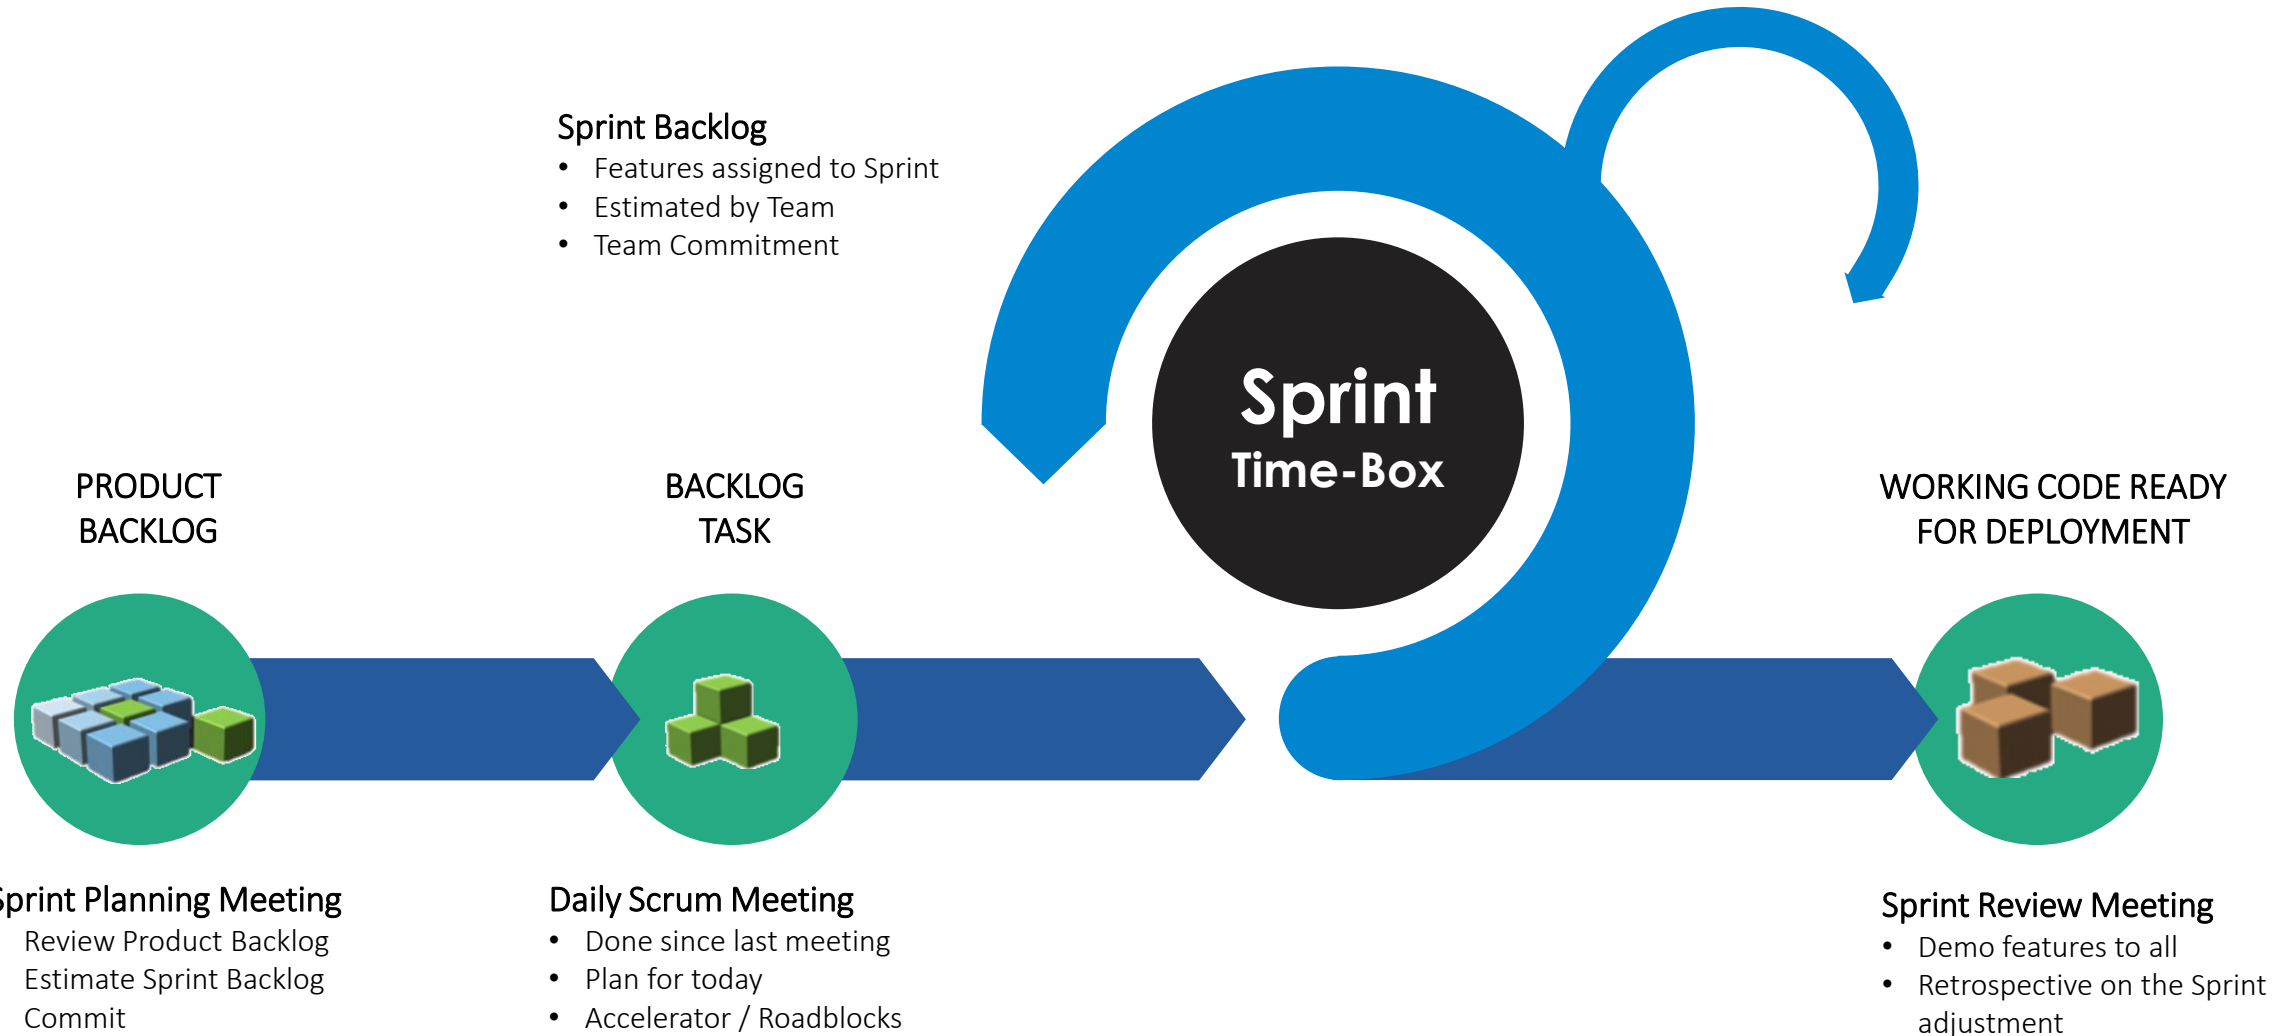 Sprint Backlog
• Features assigned to Sprint
• Estimated by Team
• Team Commitment
Sprint
Time-Box
PRODUCT
BACKLOG
BACKLOG
TASK
WORKING CODE READY
FOR DEPLOYMENT
Sprint Planning Meeting
Review Product Backlog
Estimate Sprint Backlog
Commit
Daily Scrum Meeting
• Done since last meeting
• Plan for today
• Accelerator / Roadblocks
Sprint Review Meeting
• Demo features to all
• Retrospective on the Sprint
adjustment